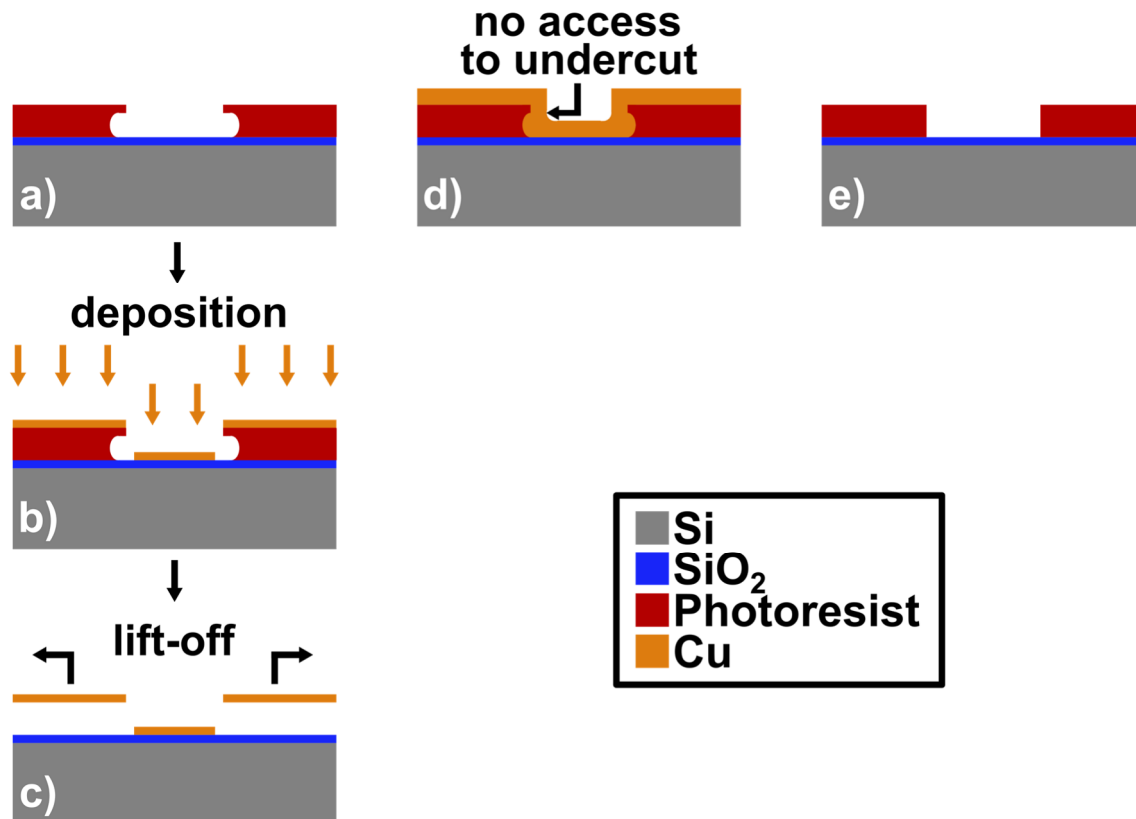 no access
to undercut
a)
d)
e)
deposition
b)
lift-off
c)
Si
SiO₂
Photoresist
Cu